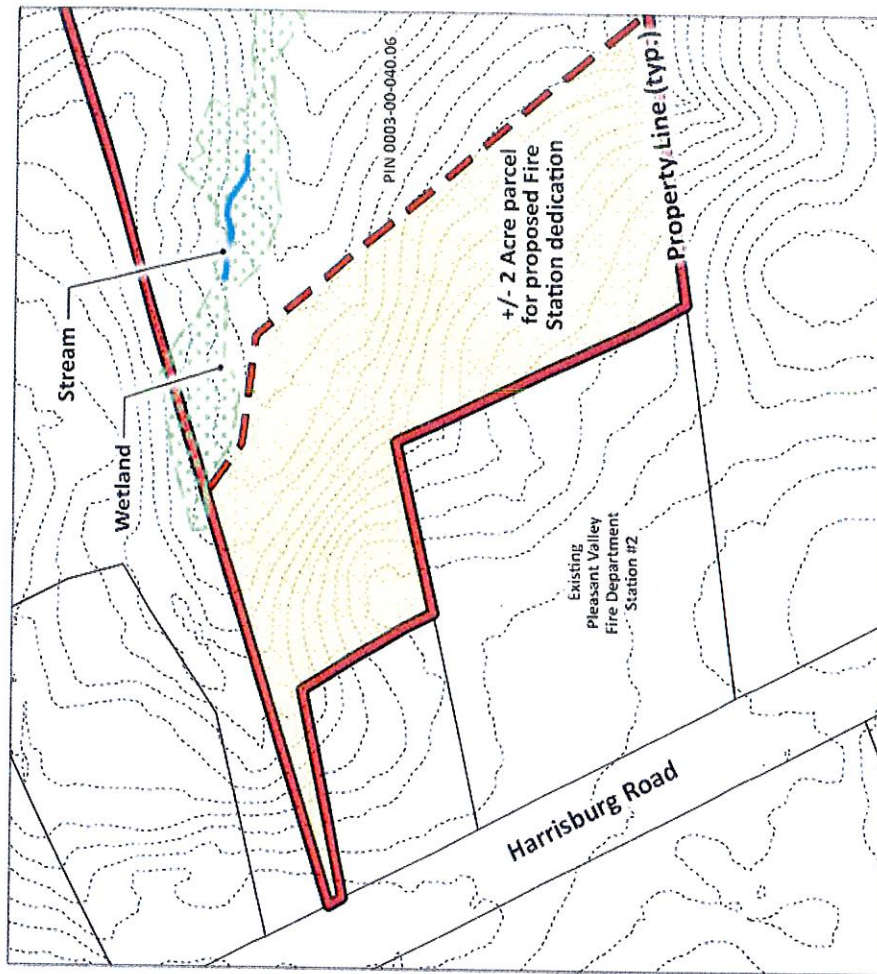 Stream
Wetland
PIN 0003-00-040.06
+/- 2 Acre parcel
for proposed Fire
Station dedication
Property Line (typ.)
Existing
Pleasant Valley
Fire Department
Station #2
Harrisburg Road